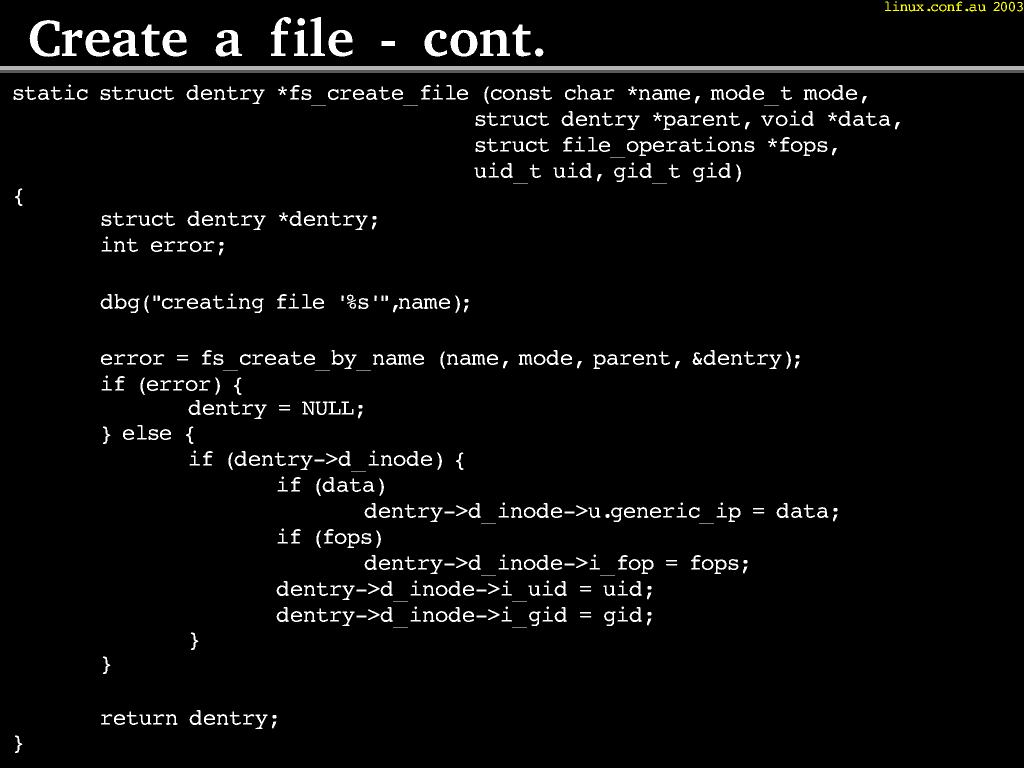 linux.conf.au 2003
Create a file - cont.
static struct dentry *fs_create_file (const char *name, mode_t mode,
struct dentry *parent, void *data,
struct file_operations *fops,
uid_t uid, gid_t gid)
{
struct dentry *dentry;
int error;
dbg("creating file '%s'",name);
error = fs_create_by_name (name, mode, parent, &dentry);
if (error) {
dentry = NULL;
} else {
if (dentry->d_inode) {
if (data)
dentry->d_inode->u.generic_ip = data;
if (fops)
dentry->d_inode->i_fop = fops;
dentry->d_inode->i_uid = uid;
dentry->d_inode->i_gid = gid;
}
}
return dentry;
}